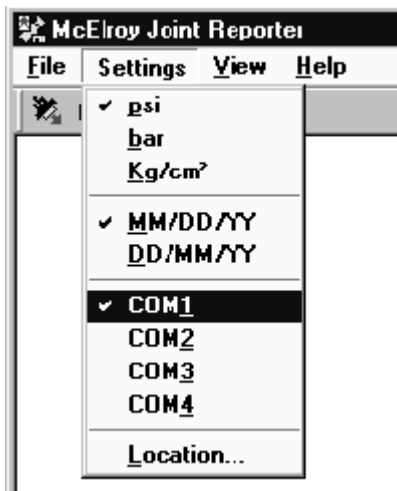 McElroy Joint Reporter
File Settings View Help
psi
bar
Kg/cm²
MM/DD/YY
DD/MM/YY
COM1
COM2
COM3
COM4
Location...